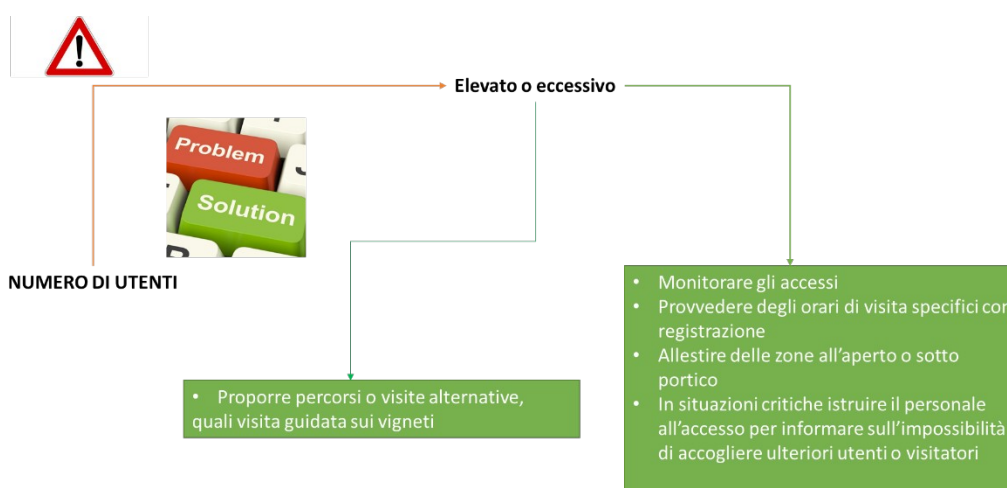 Elevato o eccessivo
Problem
Solution
NUMERO DI UTENTI
• Monitorare gli accessi
• Provvedere degli orari di visita specifici con
registrazione
• Allestire delle zone all'aperto o sotto
portico
• In situazioni critiche istruire il personale
all'accesso per informare sull'impossibilità
di accogliere ulteriori utenti o visitatori
• Proporre percorsi o visite alternative,
quali visita guidata sui vigneti